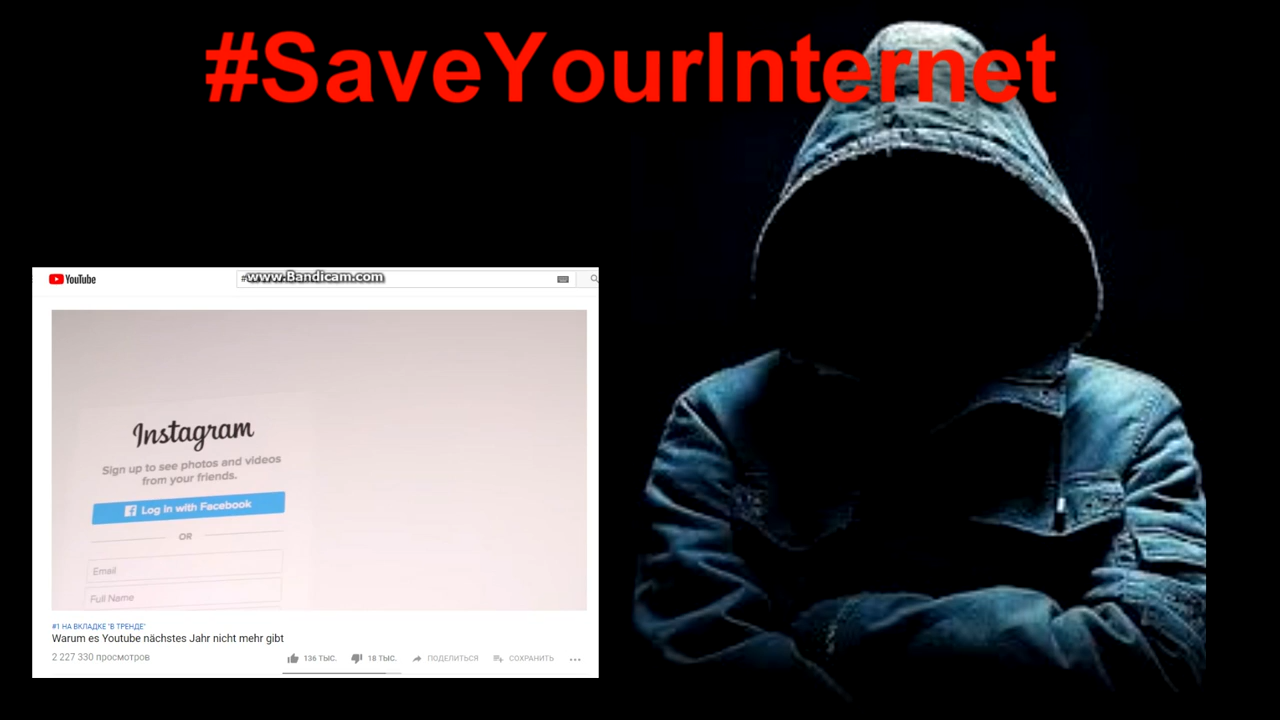 #SaveYourInternet
YouTube
#www.Bandicam.com
Instagram
Sign up to see photos and videos
from your friends.
Log in with Facebook
OR
Email
Full Name
#1 НА ВКЛАДКЕ "В ТРЕНДЕ"
Warum es Youtube nächstes Jahr nicht mehr gibt
2 227 330 просмотров
136 ТЫС.
18 ТЫС.
ПОДЕЛИТЬСЯ
СОХРАНИТЬ